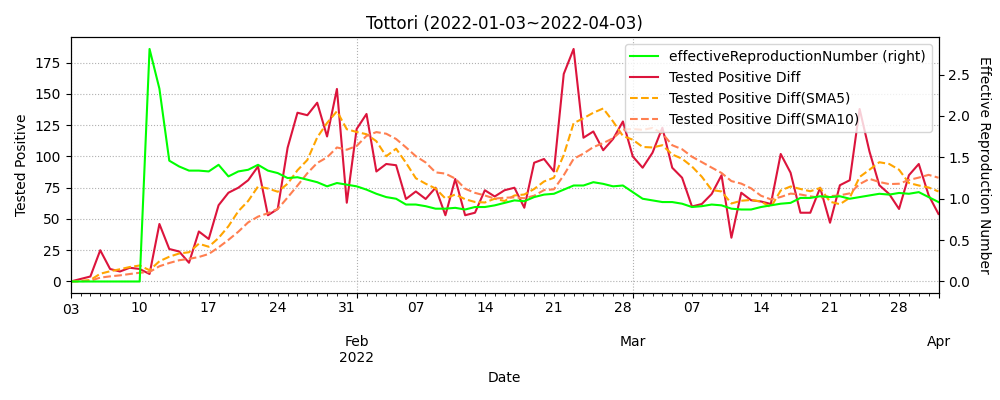 Tottori (2022-01-03~2022-04-03)
effectiveReproductionNumber (right)
Tested Positive Diff
Tested Positive Diff(SMA5)
Tested Positive Diff(SMA10)
Tested Positive
175
150
125
100
75
50
25
0
2.5
2.0
1.5
1.0
0.5
0.0
Effective Reproduction Number
03 10 17 24 31 07 14 21 28 07 14 21 28
Feb Mar Apr
2022
Date